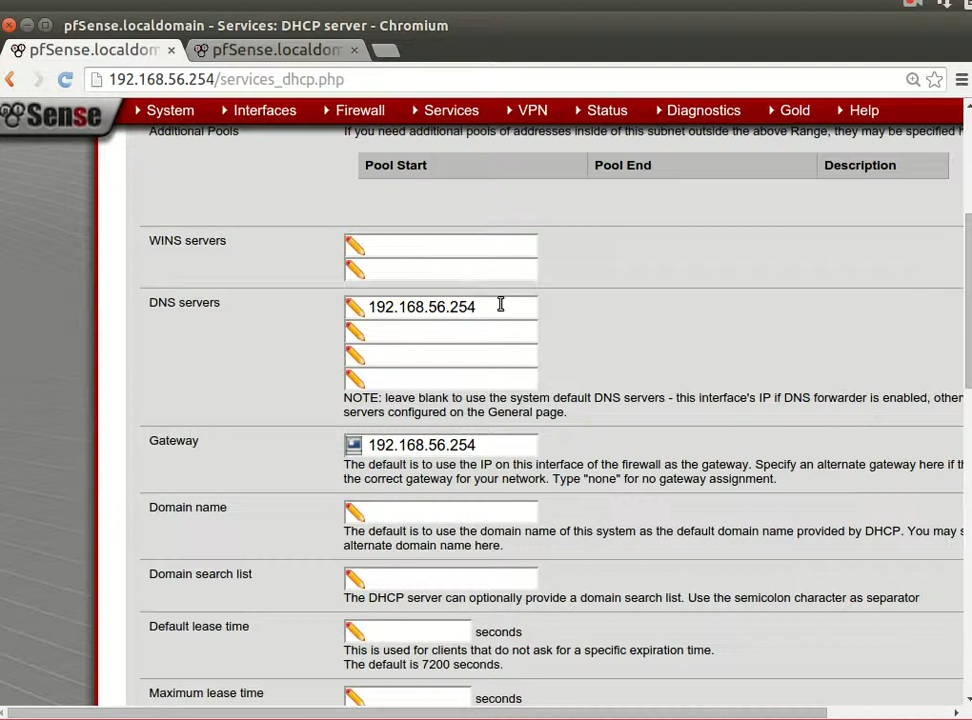 pfSense.localdomain - Services: DHCP server - Chromium
pfSense.localdom × pfSense.localdom ×
192.168.56.254/services_dhcp.php
Sense System Interfaces Firewall Services VPN Status Diagnostics Gold Help
Additional Pools If you need additional pools of addresses inside of this subnet outside the above Range, they may be specified
Pool Start Pool End Description
WINS servers
DNS servers 192.168.56.254
NOTE: leave blank to use the system default DNS servers - this interface's IP if DNS forwarder is enabled, othe
servers configured on the General page.
Gateway 192.168.56.254
The default is to use the IP on this interface of the firewall as the gateway. Specify an alternate gateway here if
the correct gateway for your network. Type "none" for no gateway assignment.
Domain name
The default is to use the domain name of this system as the default domain name provided by DHCP. You may
alternate domain name here.
Domain search list
The DHCP server can optionally provide a domain search list. Use the semicolon character as separator
Default lease time seconds
This is used for clients that do not ask for a specific expiration time.
The default is 7200 seconds.
Maximum lease time seconds